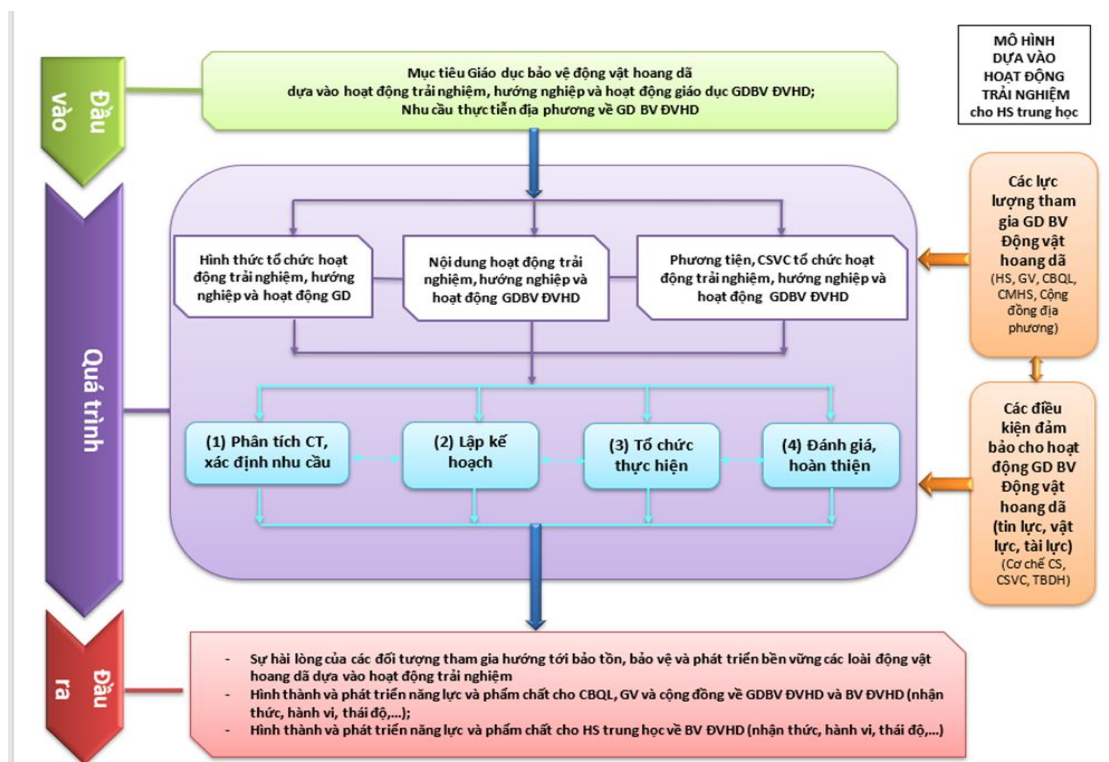 MÔ HÌNH
DỰA VÀO
HOẠT ĐỘNG
TRẢI NGHIỆM
cho HS trung học
Đầu
vào
Mục tiêu Giáo dục bảo vệ động vật hoang dã
dựa vào hoạt động trải nghiệm, hướng nghiệp và hoạt động giáo dục GDBV ĐVHD;
Nhu cầu thực tiễn địa phương về GD BV ĐVHD
Quá trình
Hình thức tổ chức hoạt
động trải nghiệm, hướng
nghiệp và hoạt động GD
Nội dung hoạt động trải
nghiệm, hướng nghiệp và
hoạt động GDBV ĐVHD
Phương tiện, CSVC tổ chức hoạt
động trải nghiệm, hướng nghiệp và
hoạt động GDBV ĐVHD
(1) Phân tích CT,
xác định nhu cầu
(2) Lập kế
hoạch
(3) Tổ chức
thực hiện
(4) Đánh giá,
hoàn thiện
Các lực
lượng tham
gia GD BV
Động vật
hoang dã
(HS, GV, CBQL,
CMHS, Cộng
đồng địa
phương)
Các điều
kiện đảm
bảo cho hoạt
động GD BV
Động vật
hoang dã
(tin lực, vật
lực, tài lực)
(Cơ chế CS,
CSVC, TBDH)
Đầu
ra
- Sự hài lòng của các đối tượng tham gia hướng tới bảo tồn, bảo vệ và phát triển bền vững các loài động vật
hoang dã dựa vào hoạt động trải nghiệm
- Hình thành và phát triển năng lực và phẩm chất cho CBQL, GV và cộng đồng về GDBV ĐVHD và BV ĐVHD (nhận
thức, hành vi, thái độ,...);
- Hình thành và phát triển năng lực và phẩm chất cho HS trung học về BV ĐVHD (nhận thức, hành vi, thái độ,...)